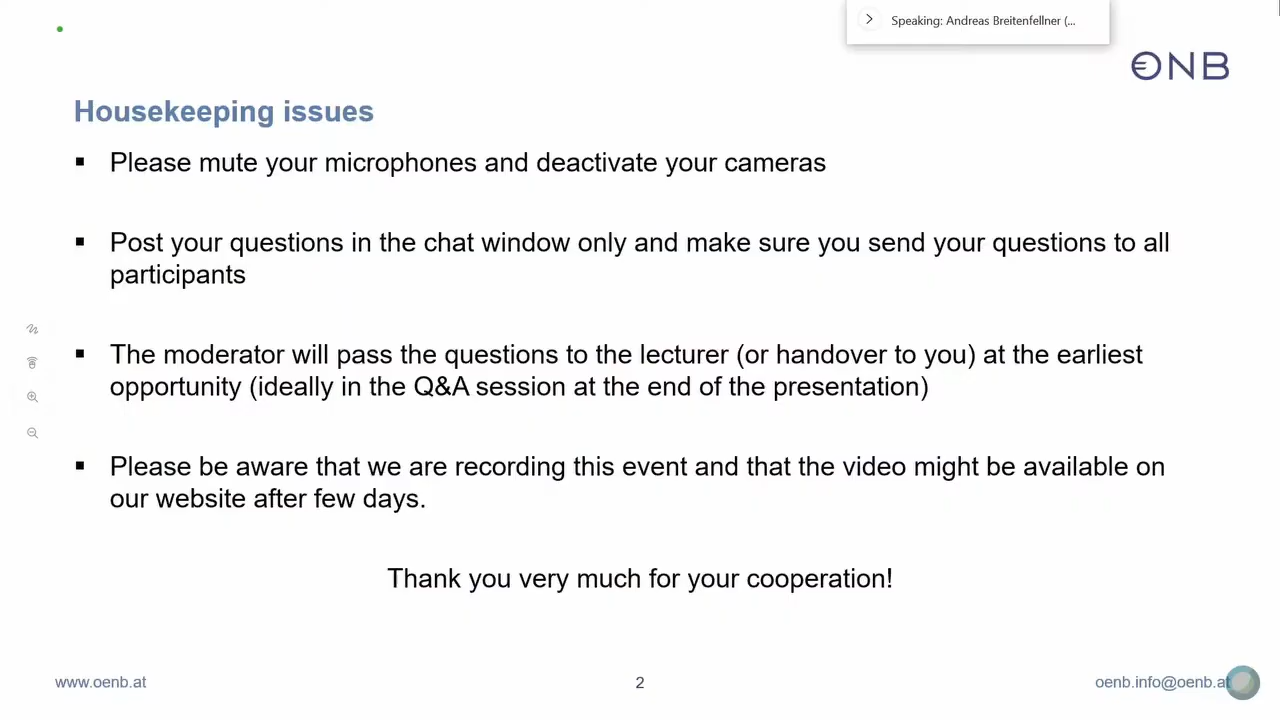 Speaking: Andreas Breitenfellner (...
ONB
Housekeeping issues
▪ Please mute your microphones and deactivate your cameras
▪ Post your questions in the chat window only and make sure you send your questions to all
participants
▪ The moderator will pass the questions to the lecturer (or handover to you) at the earliest
opportunity (ideally in the Q&A session at the end of the presentation)
▪ Please be aware that we are recording this event and that the video might be available on
our website after few days.
Thank you very much for your cooperation!
www.oenb.at
2
oenb.info@oenb.at